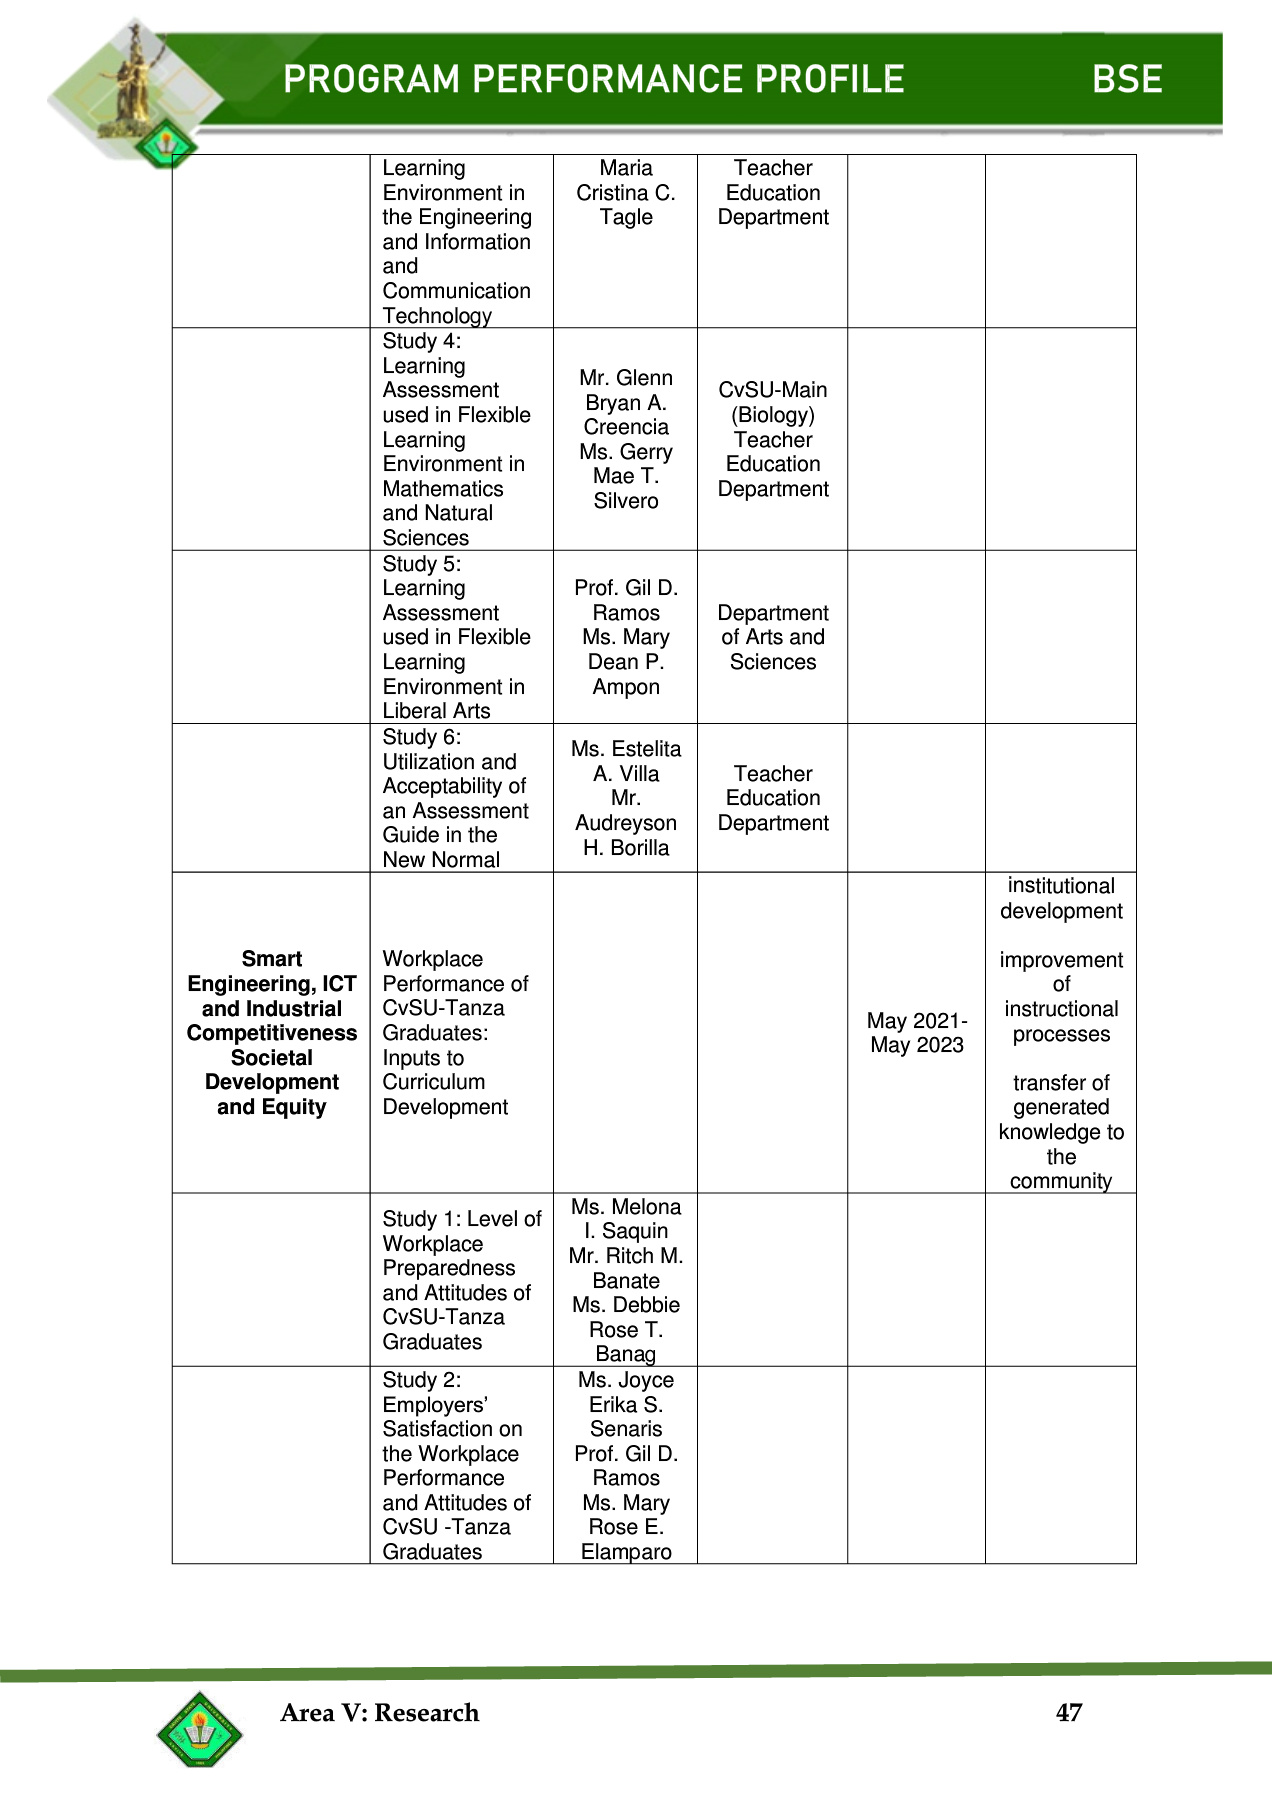 PROGRAM PERFORMANCE PROFILE BSE
Learning
Environment in
the Engineering
and Information
and
Communication
Technology
Maria
Cristina C.
Tagle
Teacher
Education
Department
Study 4:
Learning
Assessment
used in Flexible
Learning
Environment in
Mathematics
and Natural
Sciences
Mr. Glenn
Bryan A.
Creencia
Ms. Gerry
Mae T.
Silvero
CvSU-Main
(Biology)
Teacher
Education
Department
Study 5:
Learning
Assessment
used in Flexible
Learning
Environment in
Liberal Arts
Prof. Gil D.
Ramos
Ms. Mary
Dean P.
Ampon
Department
of Arts and
Sciences
Study 6:
Utilization and
Acceptability of
an Assessment
Guide in the
New Normal
Ms. Estelita
A. Villa
Mr.
Audreyson
H. Borilla
Teacher
Education
Department
Smart
Engineering, ICT
and Industrial
Competitiveness
Societal
Development
and Equity
Workplace
Performance of
CvSU-Tanza
Graduates:
Inputs to
Curriculum
Development
May 2021-
May 2023
institutional
development
improvement
of
instructional
processes
transfer of
generated
knowledge to
the
community
Study 1: Level of
Workplace
Preparedness
and Attitudes of
CvSU-Tanza
Graduates
Ms. Melona
I. Saquin
Mr. Ritch M.
Banate
Ms. Debbie
Rose T.
Banag
Study 2:
Employers’
Satisfaction on
the Workplace
Performance
and Attitudes of
CvSU -Tanza
Graduates
Ms. Joyce
Erika S.
Senaris
Prof. Gil D.
Ramos
Ms. Mary
Rose E.
Elamparo
Area V: Research 47